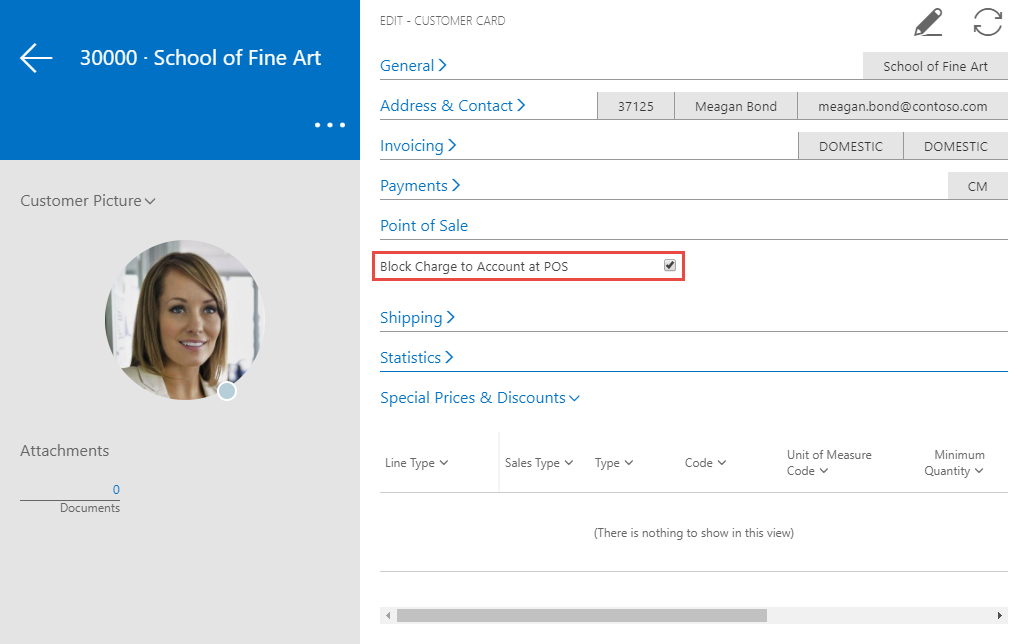 30000 · School of Fine Art
Customer Picture
Attachments
0
Documents
EDIT - CUSTOMER CARD
General
School of Fine Art
Address & Contact
37125
Meagan Bond
meagan.bond@contoso.com
Invoicing
DOMESTIC
DOMESTIC
Payments
CM
Point of Sale
Block Charge to Account at POS
Shipping
Statistics
Special Prices & Discounts
Line Type
Sales Type
Type
Code
Unit of Measure
Code
Minimum
Quantity
(There is nothing to show in this view)